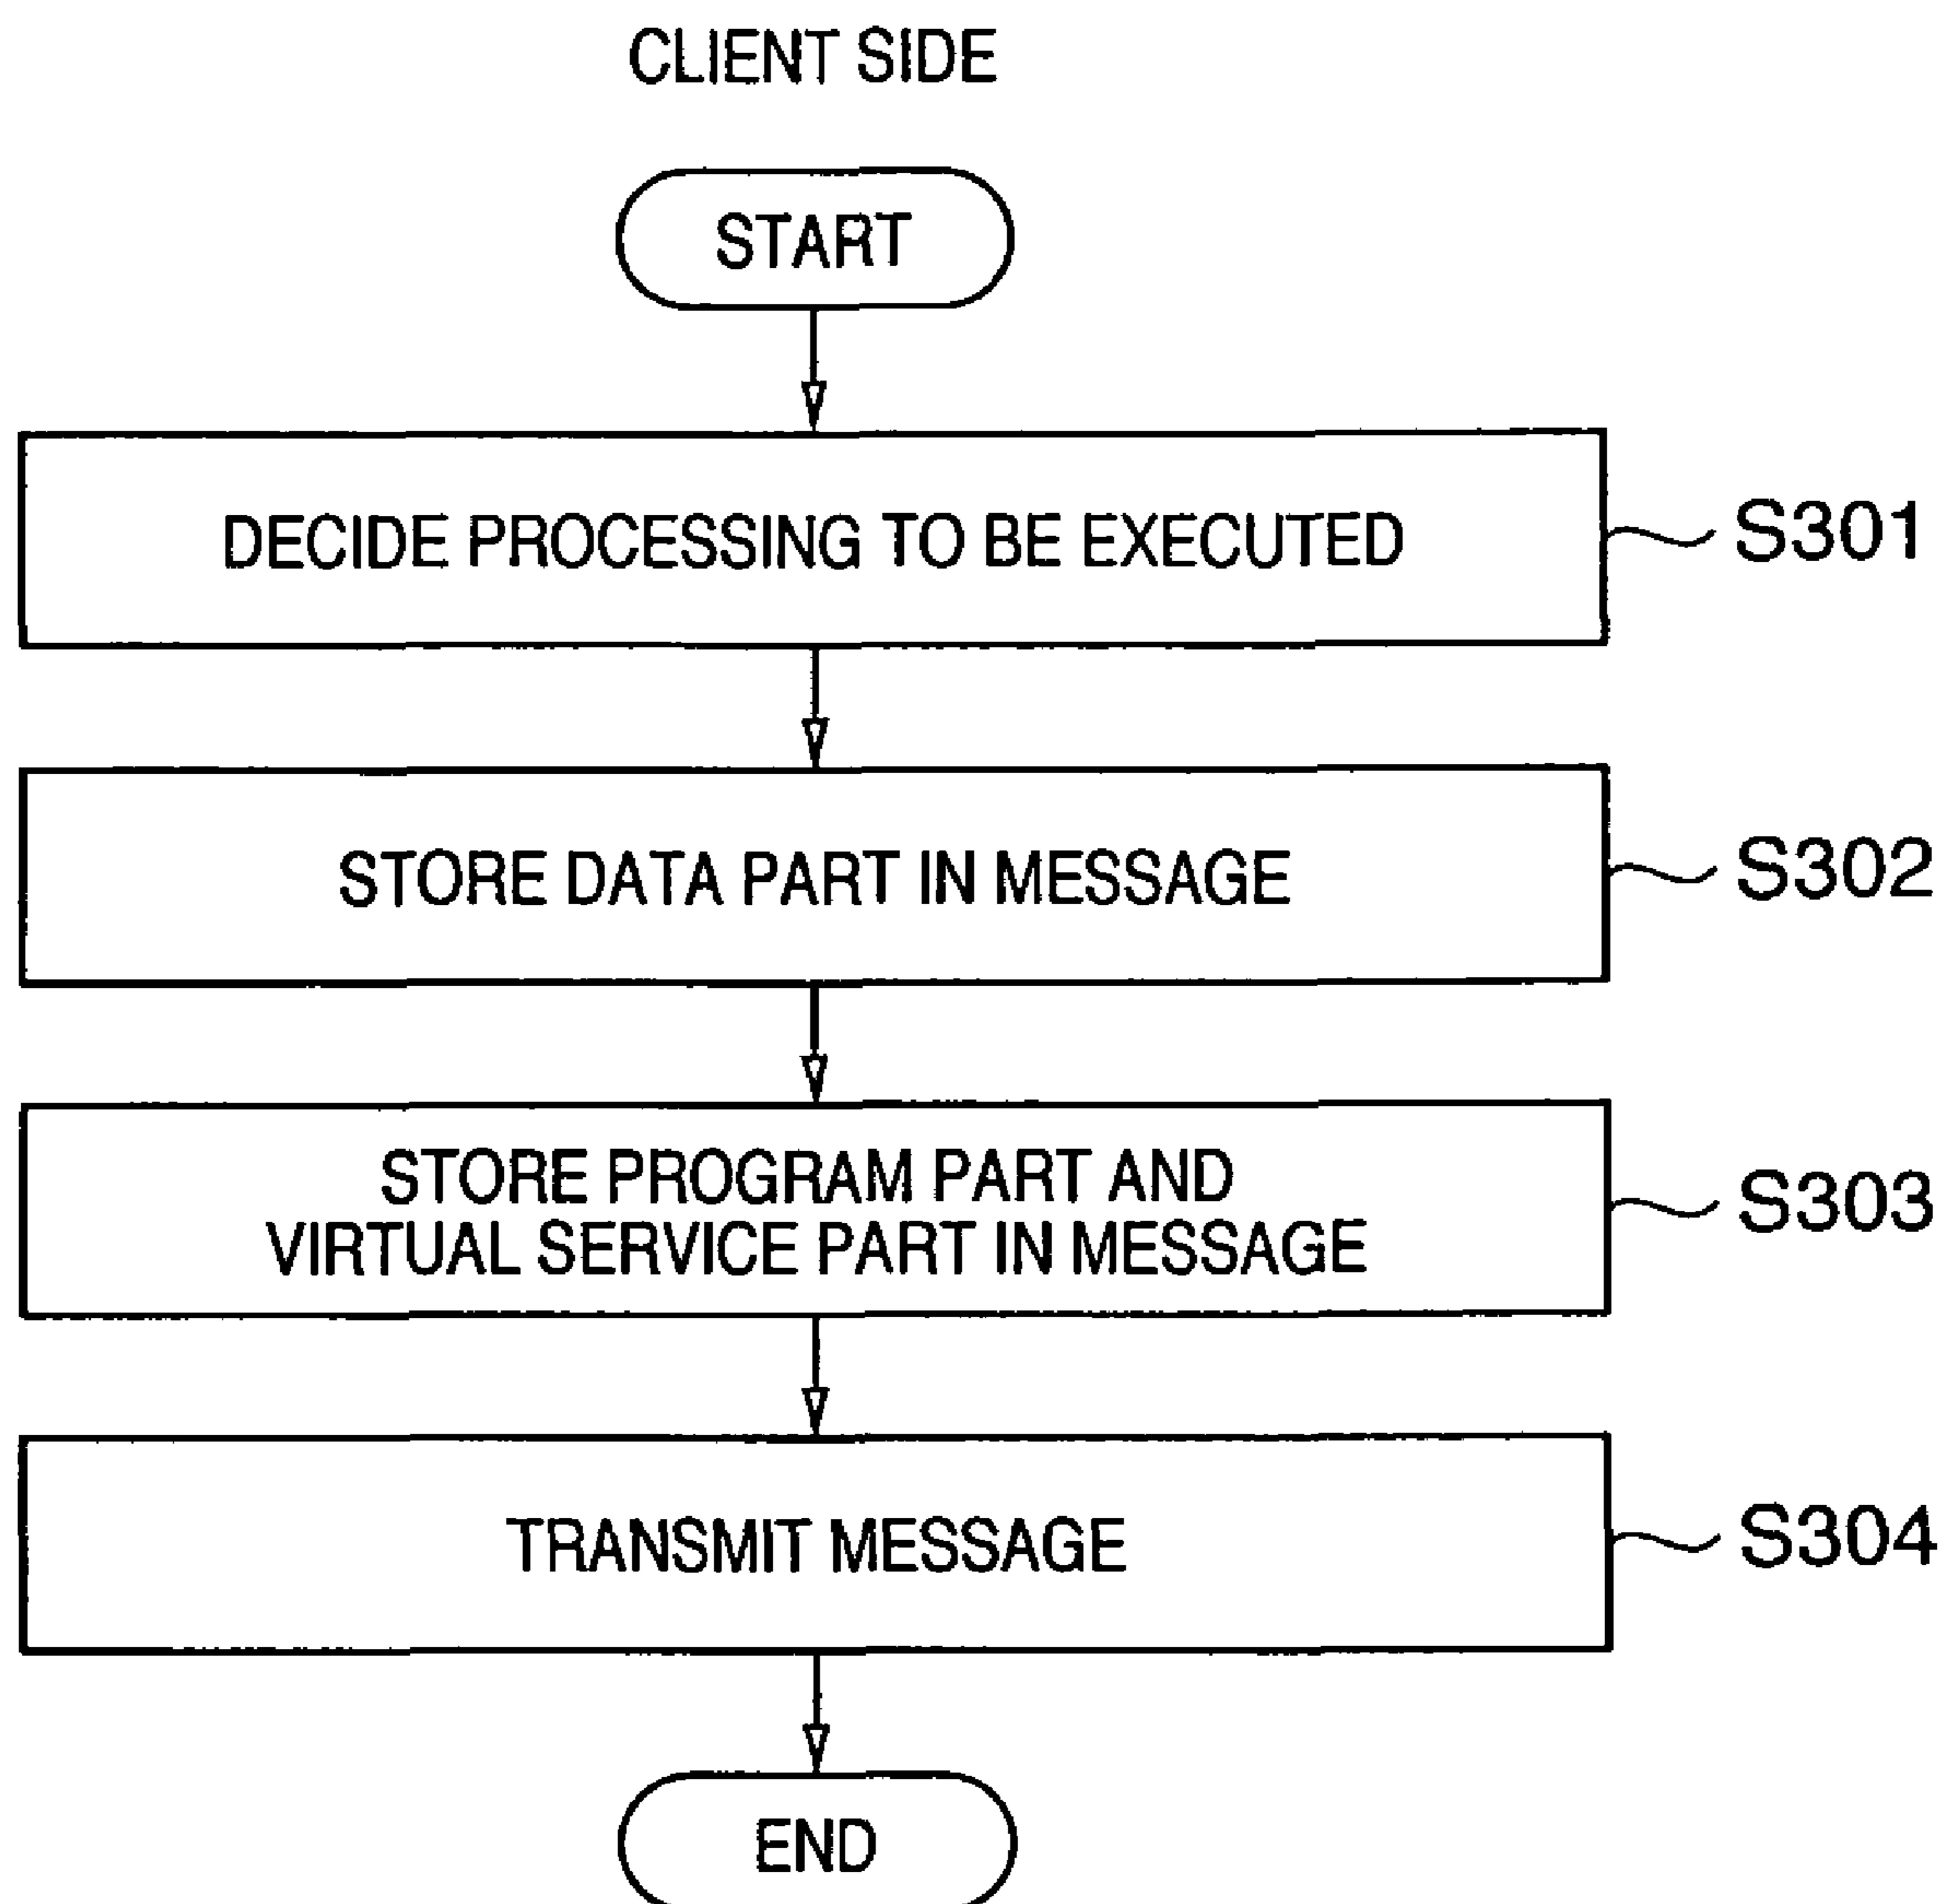 CLIENT SIDE
START
DECIDE PROCESSING TO BE EXECUTED
S301
STORE DATA PART IN MESSAGE
S302
STORE PROGRAM PART AND
VIRTUAL SERVICE PART IN MESSAGE
S303
TRANSMIT MESSAGE
S304
END